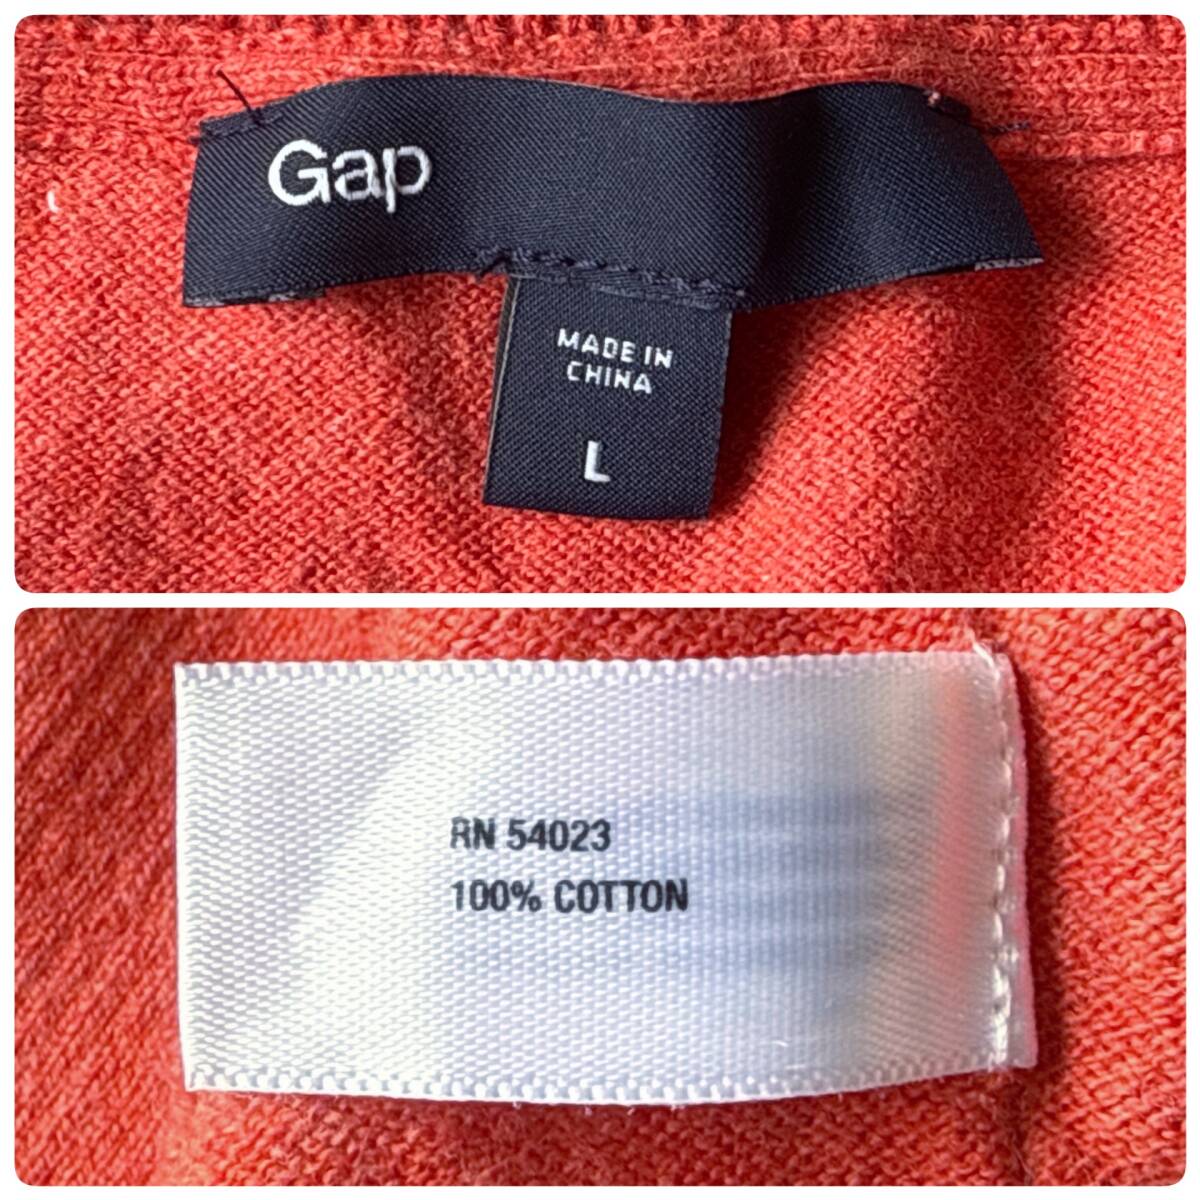 Gap
MADE IN
CHINA
L
RN 54023
100% COTTON